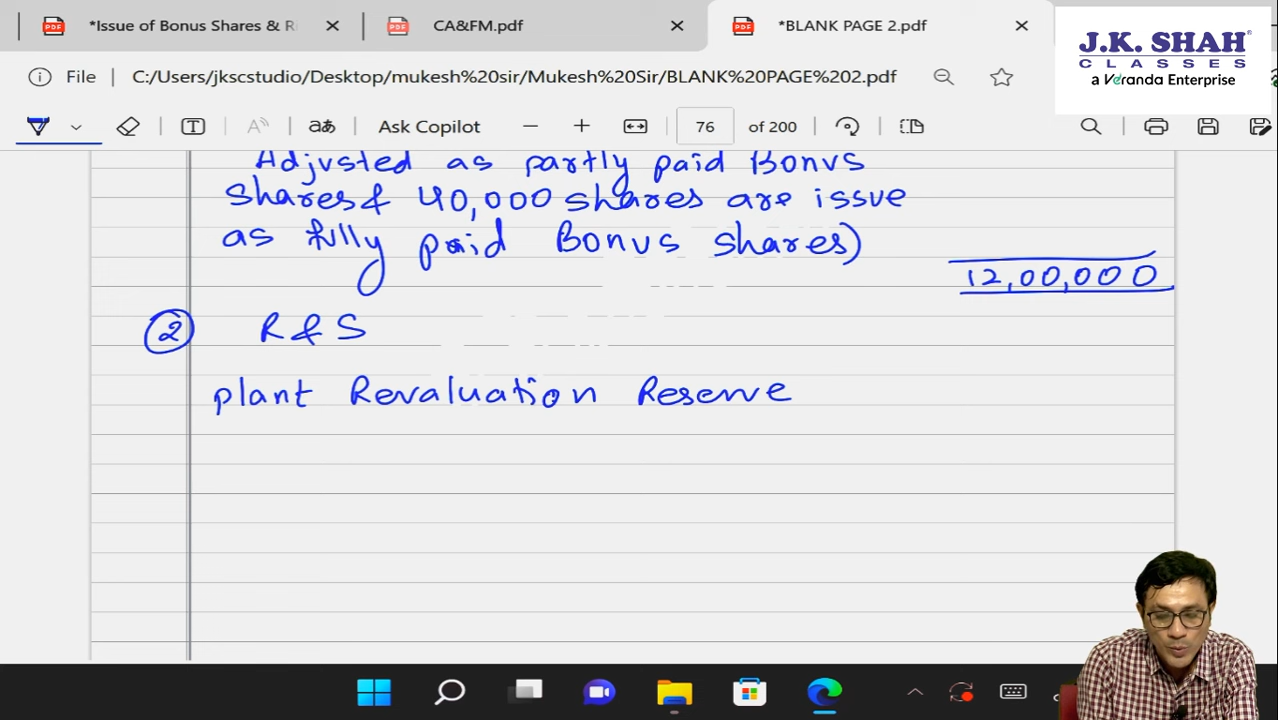 *Issue of Bonus Shares & Ri
CA&FM.pdf
*BLANK PAGE 2.pdf
J.K. SHAH®
CLASSES
a Veranda Enterprise
File C:/Users/jkscstudio/Desktop/mukesh%20sir/Mukesh%20Sir/BLANK%20PAGE%202.pdf
Ask Copilot
76 of 200
Adjusted as partly paid Bonus
shares & 40,000 shares are issue
as fully paid Bonus shares)
12,00,000
2 R & S
plant Revaluation Reserve